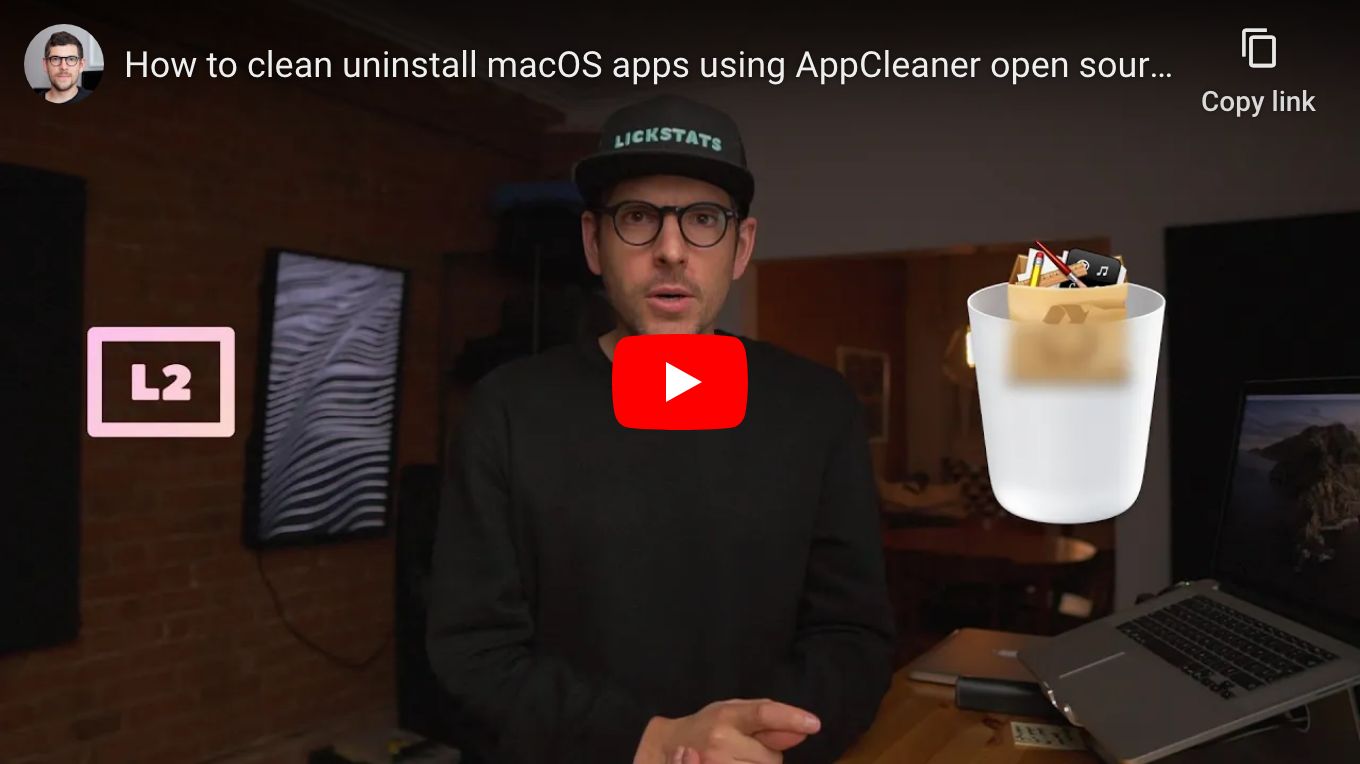 How to clean uninstall macOS apps using AppCleaner open sour…
Copy link
LICKSTATS
L2